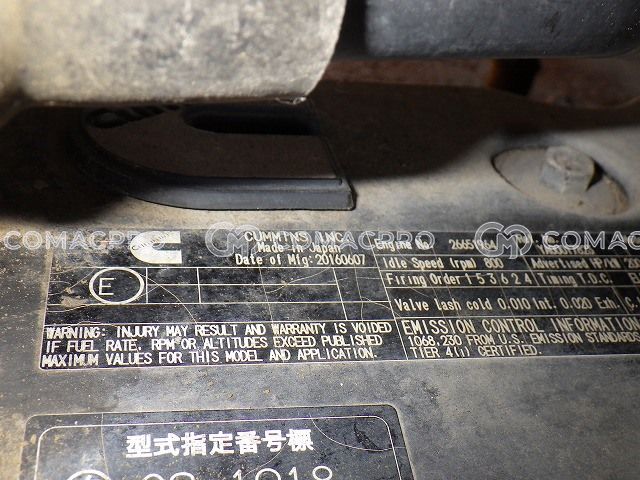 CUMMINS INC.
Made in Japan
Date of Mfg: 20160607
E
Engine No.
Idle Speed (rpm) 800 Advertised HP/kW
Firing Order 1 5 3 6 2 4 Timing T.D.C.
Valve lash cold 0.010 Int. 0.020 Exh.
WARNING: INJURY MAY RESULT AND WARRANTY IS VOIDED
IF FUEL RATE, RPM OR ALTITUDES EXCEED PUBLISHED
MAXIMUM VALUES FOR THIS MODEL AND APPLICATION.
EMISSION CONTROL INFORMATION
1068.230 FROM U.S. EMISSION STANDARDS
TIER 4(i) CERTIFIED.
型式指定番号標
COMAGPRO COMAGPRO COMAGPRO